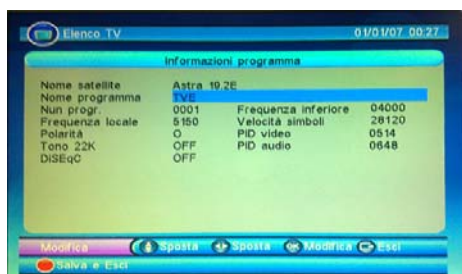 Elenco TV 01/01/07 00:27
Informazioni programma
Nome satellite Astra 19.2E
Nome programma TVE
Nun progr. 0001 Frequenza inferiore 04000
Frequenza locale 5150 Velocità simboli 28120
Polarità O PID video 0514
Tono 22K OFF PID audio 0648
DiSEqC OFF
Modifica Sposta Sposta OK Modifica Esci
Salva e Esci